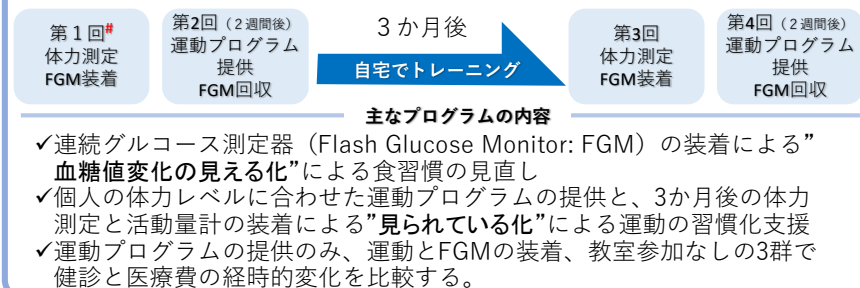 第1回#
体力測定
FGM装着
第2回（２週間後）
運動プログラム
提供
FGM回収
３か月後
自宅でトレーニング
第3回
体力測定
FGM装着
第4回（２週間後）
運動プログラム
提供
FGM回収
主なプログラムの内容
✓連続グルコース測定器（Flash Glucose Monitor: FGM）の装着による”
血糖値変化の見える化”による食習慣の見直し
✓個人の体力レベルに合わせた運動プログラムの提供と、3か月後の体力
測定と活動量計の装着による”見られている化”による運動の習慣化支援
✓運動プログラムの提供のみ、運動とFGMの装着、教室参加なしの3群で
健診と医療費の経時的変化を比較する。